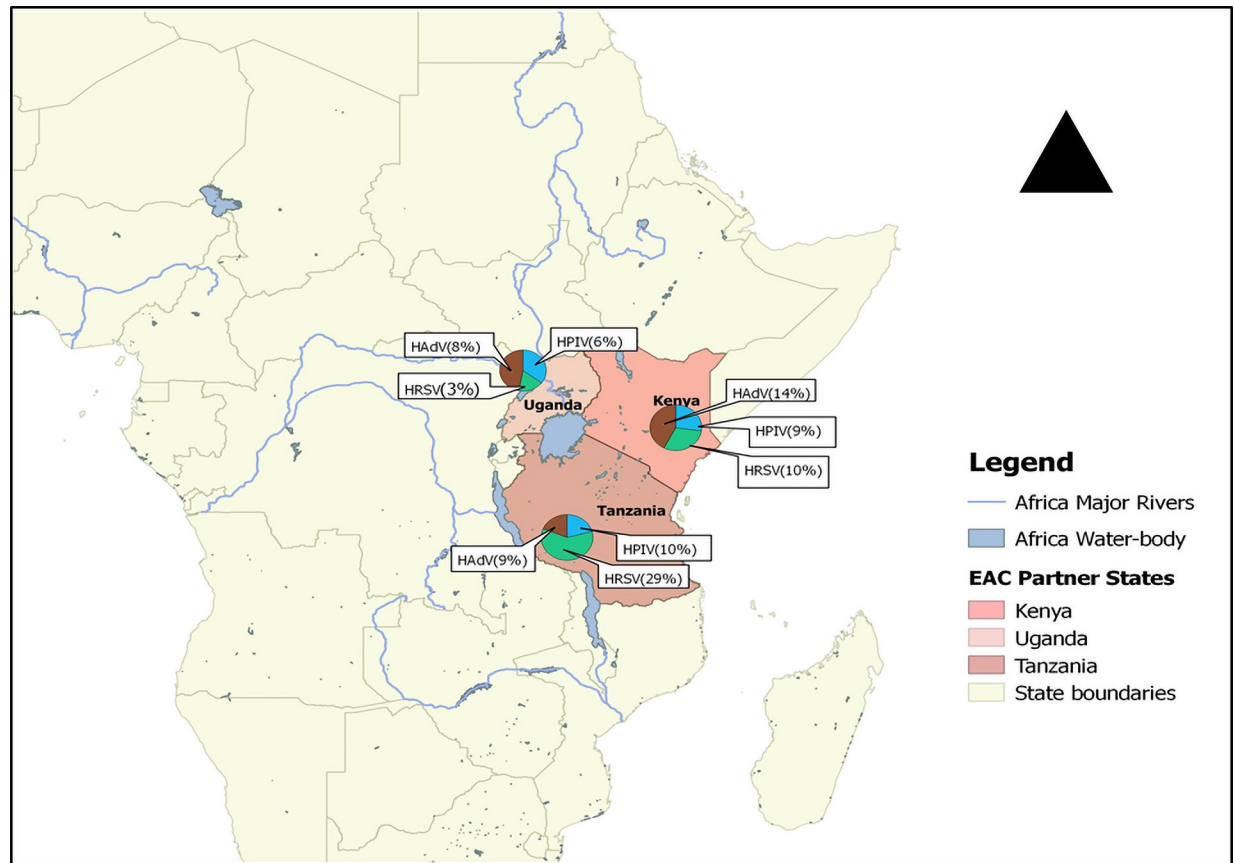 HAdV(8%)
HPIV(6%)
HRSV(3%)
Uganda
Kenya
HAdV(14%)
HPIV(9%)
HRSV(10%)
Tanzania
HAdV(9%)
HPIV(10%)
HRSV(29%)
Legend
Africa Major Rivers
Africa Water-body
EAC Partner States
Kenya
Uganda
Tanzania
State boundaries